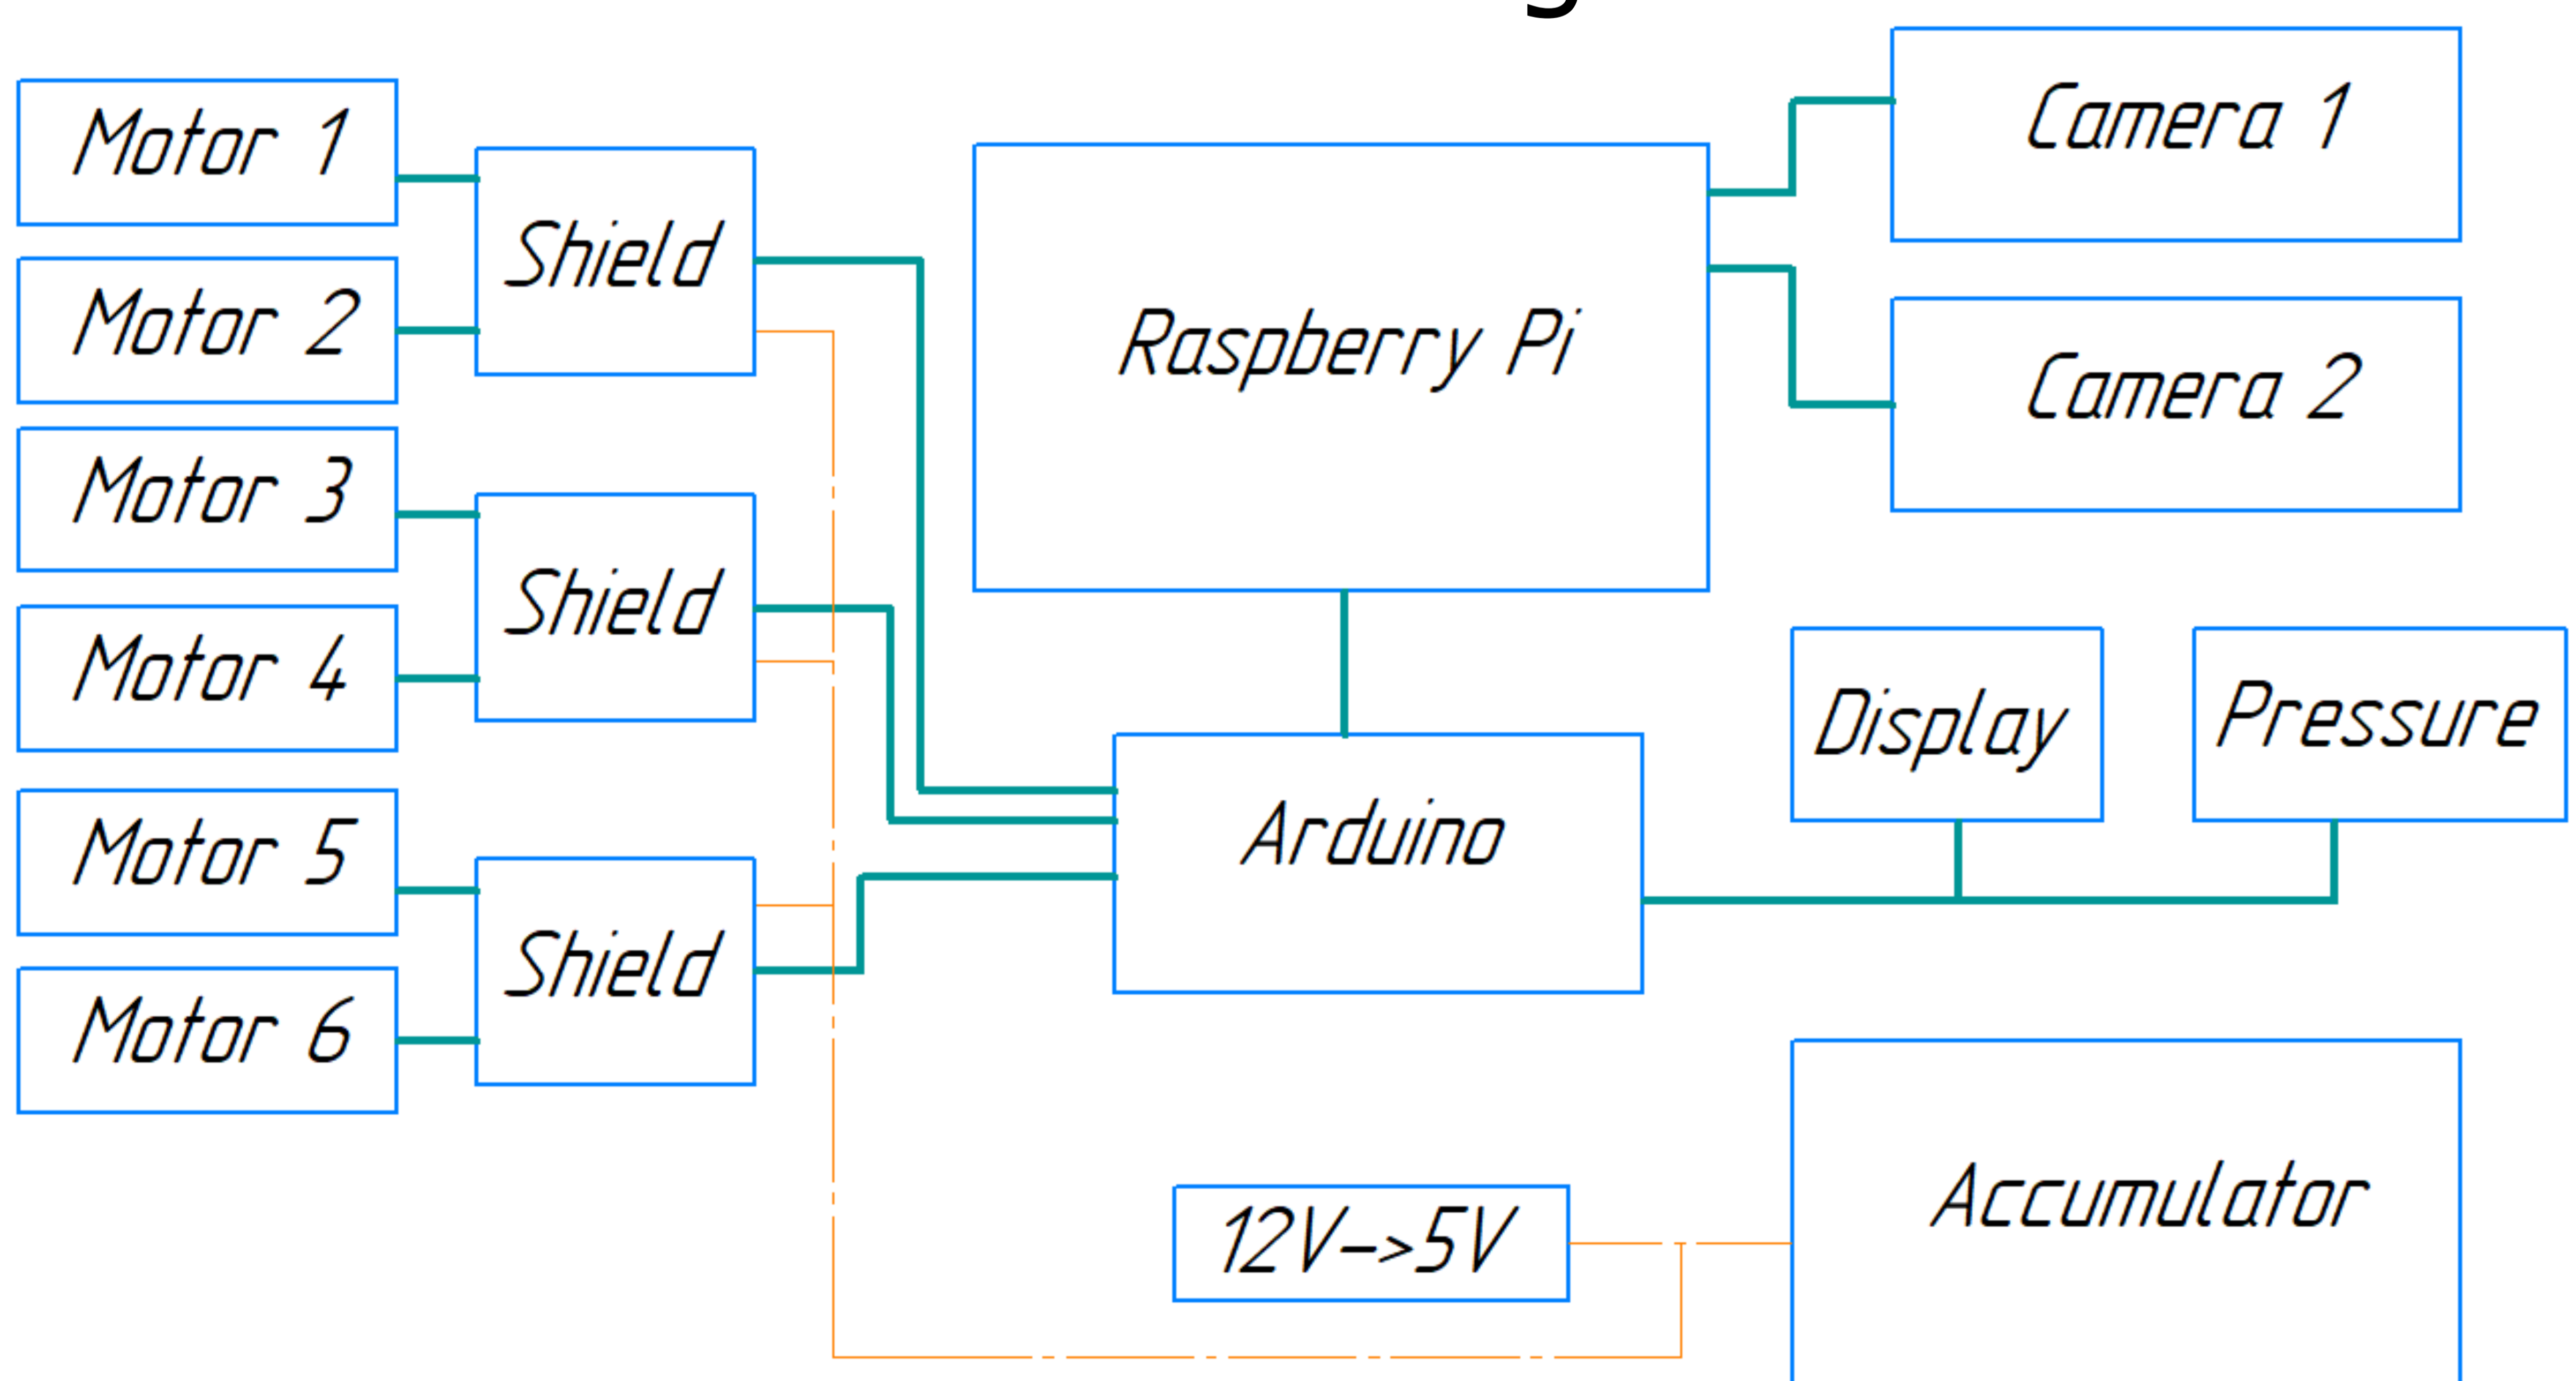 Motor 1
Motor 2
Motor 3
Motor 4
Motor 5
Motor 6
Shield
Shield
Shield
Raspberry Pi
Arduino
Camera 1
Camera 2
Display
Pressure
12V->5V
Accumulator